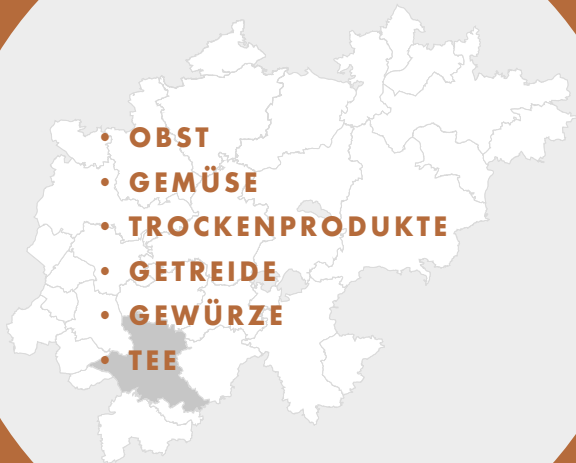 • OBST
• GEMÜSE
• TROCKENPRODUKTE
• GETREIDE
• GEWÜRZE
• TEE